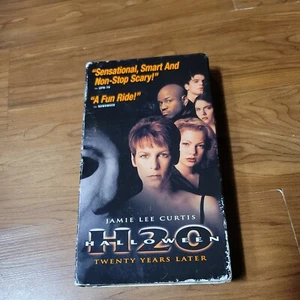 "Sensational, Smart And
Non-Stop Scary!"
"A Fun Ride!"
JAMIE LEE CURTIS
H20
HALLOWEEN
TWENTY YEARS LATER